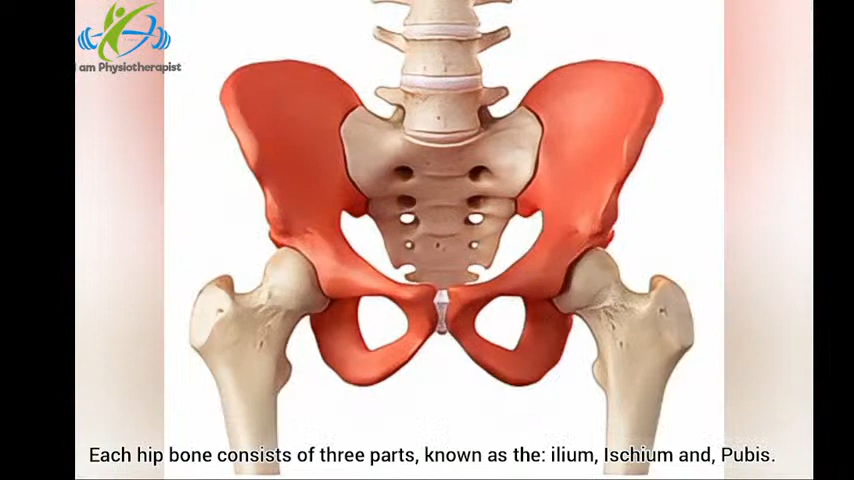 I am Physiotherapist
Each hip bone consists of three parts, known as the: ilium, Ischium and, Pubis.